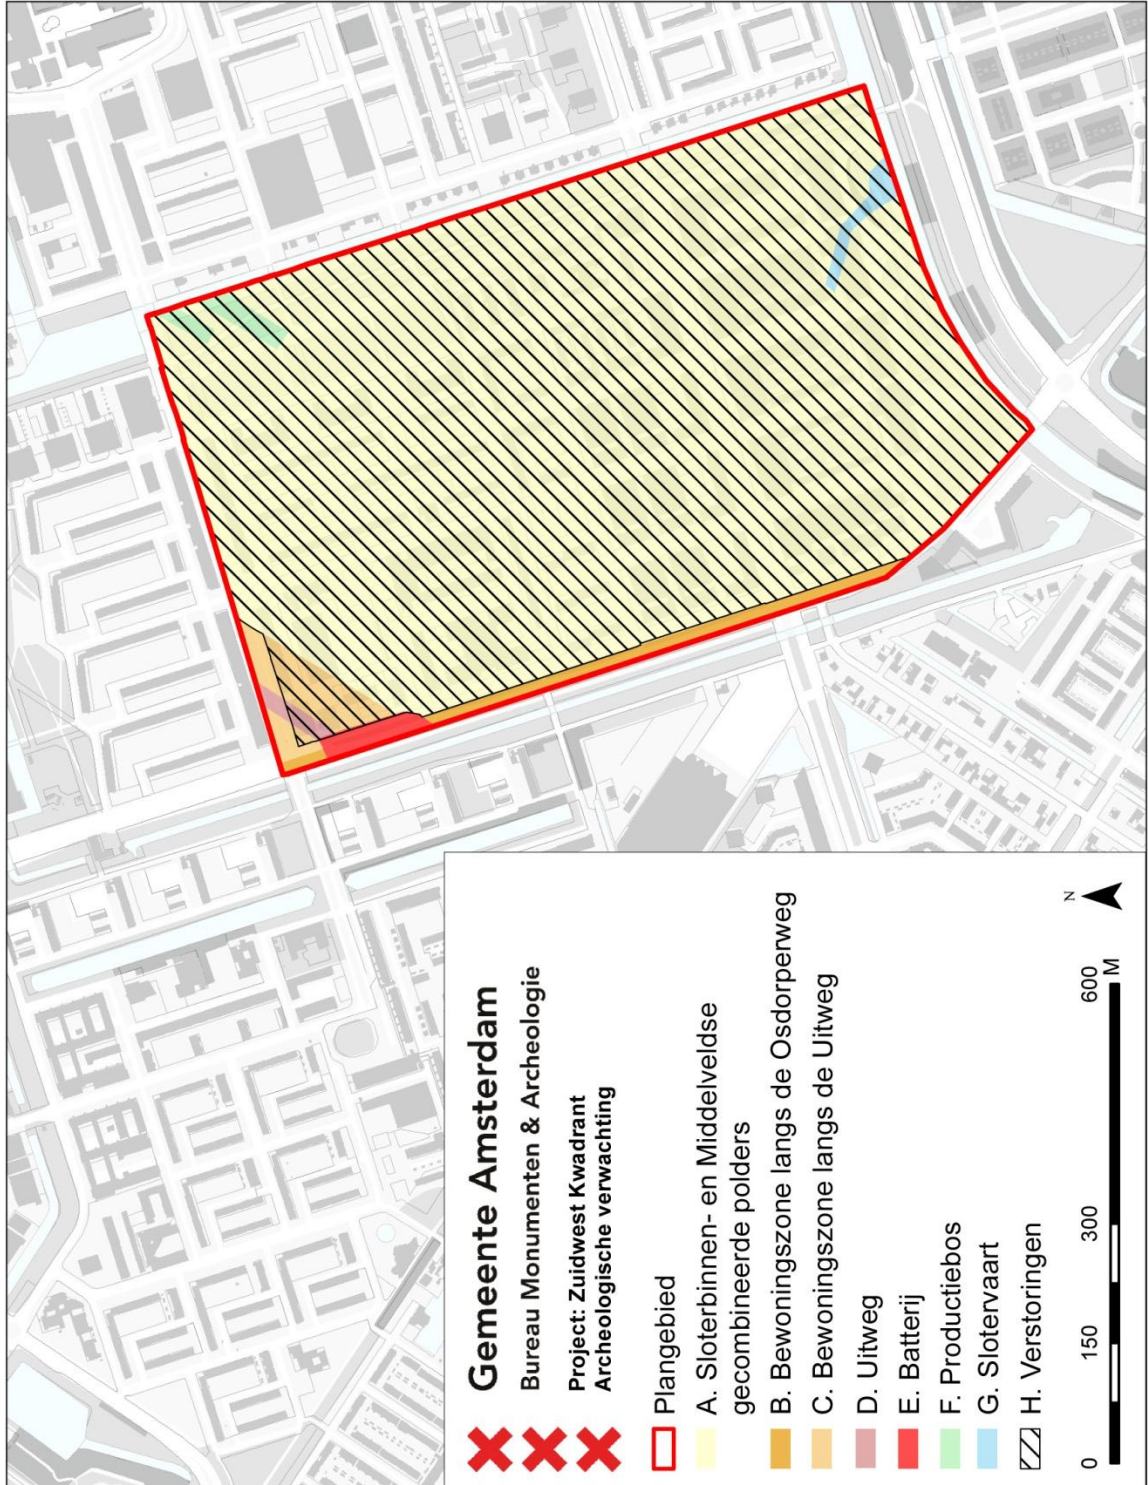 Gemeente Amsterdam
Bureau Monumenten & Archeologie
Project: Zuidwest Kwadrant
Archeologische verwachting
Plangebied
A. Sloterbinnen- en Middelveldse
gecombineerde polders
B. Bewoningszone langs de Osdorperweg
C. Bewoningszone langs de Uitweg
D. Uitweg
E. Batterij
F. Productiebos
G. Slotervaart
H. Verstoringen
0 150 300 600
M
N